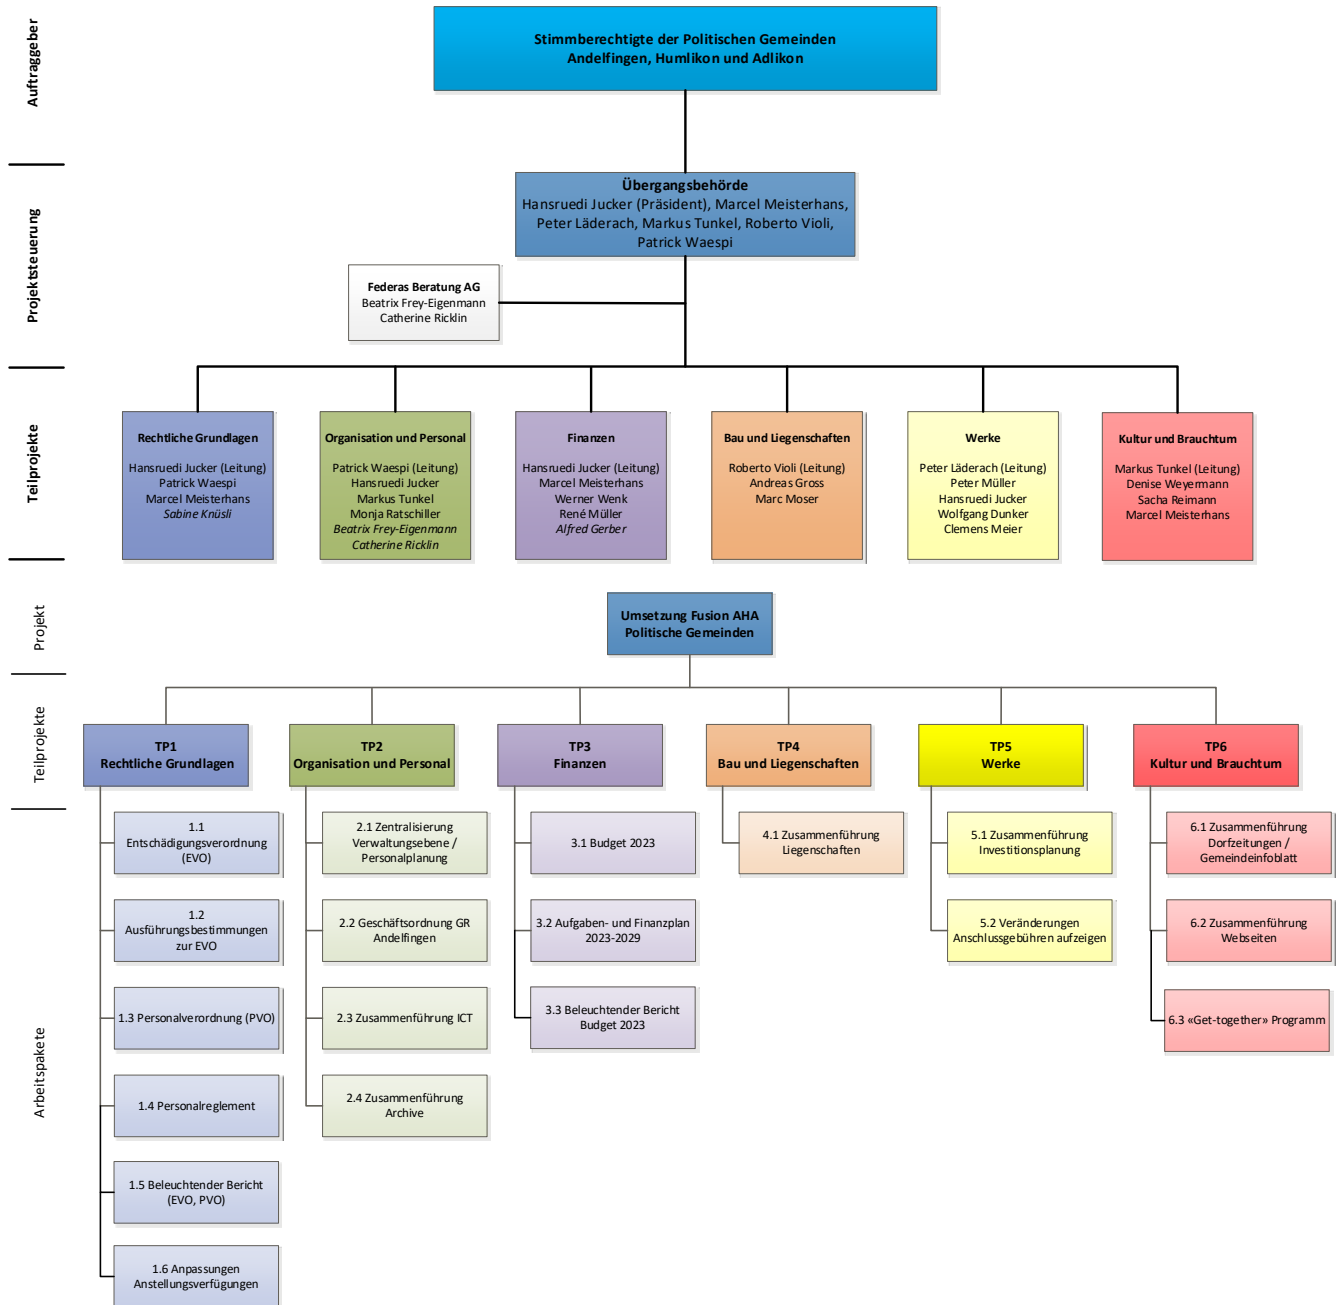 Auftraggeber
Stimmberechtigte der Politischen Gemeinden
Andelfingen, Humlikon und Adlikon
Projektsteuerung
Übergangsbehörde
Hansruedi Jucker (Präsident), Marcel Meisterhans,
Peter Läderach, Markus Tunkel, Roberto Violi,
Patrick Waespi
Federas Beratung AG
Beatrix Frey-Eigenmann
Catherine Ricklin
Teilprojekte
Rechtliche Grundlagen
Hansruedi Jucker (Leitung)
Patrick Waespi
Marcel Meisterhans
Sabine Knüsli
Organisation und Personal
Patrick Waespi (Leitung)
Hansruedi Jucker
Markus Tunkel
Monja Ratschiller
Beatrix Frey-Eigenmann
Catherine Ricklin
Finanzen
Hansruedi Jucker (Leitung)
Marcel Meisterhans
Werner Wenk
René Müller
Alfred Gerber
Bau und Liegenschaften
Roberto Violi (Leitung)
Andreas Gross
Marc Moser
Werke
Peter Läderach (Leitung)
Peter Müller
Hansruedi Jucker
Wolfgang Dunker
Clemens Meier
Kultur und Brauchtum
Markus Tunkel (Leitung)
Denise Weyermann
Sacha Reimann
Marcel Meisterhans
Projekt
Umsetzung Fusion AHA
Politische Gemeinden
Teilprojekte
TP1
Rechtliche Grundlagen
TP2
Organisation und Personal
TP3
Finanzen
TP4
Bau und Liegenschaften
TP5
Werke
TP6
Kultur und Brauchtum
Arbeitspakete
1.1
Entschädigungsverordnung
(EVO)
1.2
Ausführungsbestimmungen
zur EVO
1.3 Personalverordnung (PVO)
1.4 Personalreglement
1.5 Beleuchtender Bericht
(EVO, PVO)
1.6 Anpassungen
Anstellungsverfügungen
2.1 Zentralisierung
Verwaltungsebene /
Personalplanung
2.2 Geschäftsordnung GR
Andelfingen
2.3 Zusammenführung ICT
2.4 Zusammenführung
Archive
3.1 Budget 2023
3.2 Aufgaben- und Finanzplan
2023-2029
3.3 Beleuchtender Bericht
Budget 2023
4.1 Zusammenführung
Liegenschaften
5.1 Zusammenführung
Investitionsplanung
5.2 Veränderungen
Anschlussgebühren aufzeigen
6.1 Zusammenführung
Dorfzeitungen /
Gemeindeinfoblatt
6.2 Zusammenführung
Webseiten
6.3 «Get-together» Programm